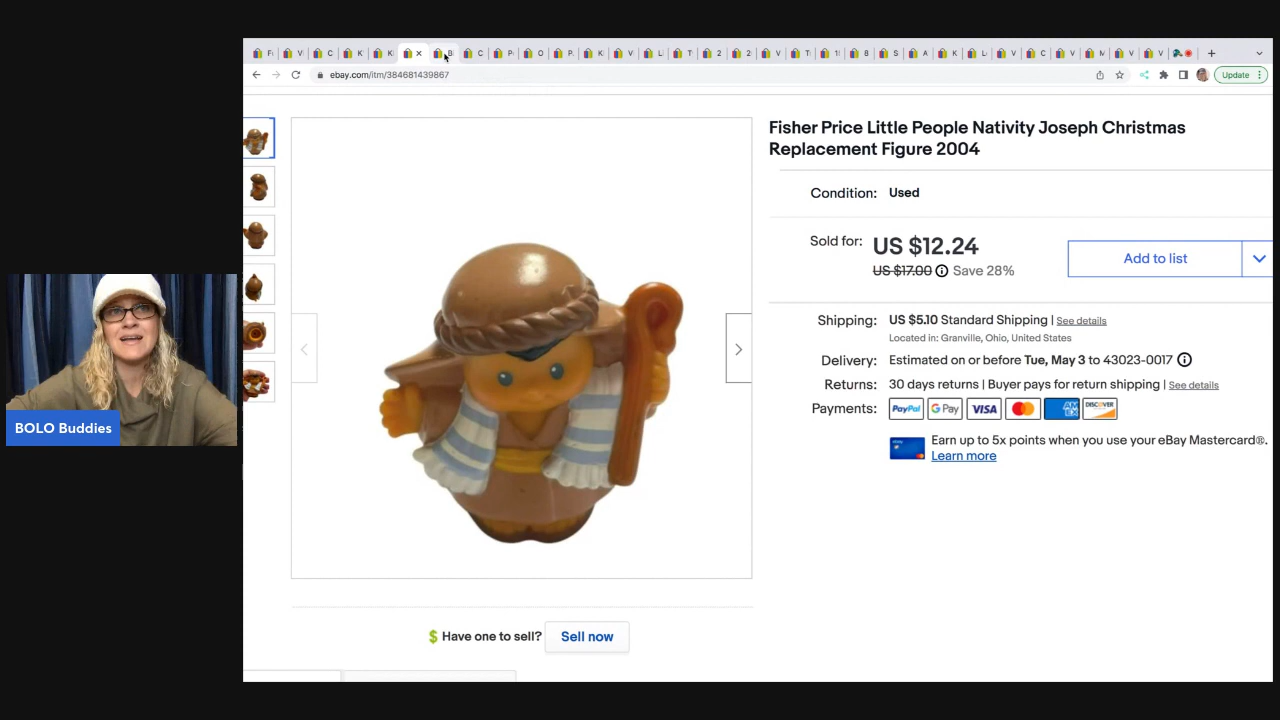 ebay.com/itm/384681439867
Update
Fisher Price Little People Nativity Joseph Christmas
Replacement Figure 2004
Condition: Used
Sold for: US $12.24
US $17.00 Save 28%
Add to list
Shipping: US $5.10 Standard Shipping | See details
Located in: Granville, Ohio, United States
Delivery: Estimated on or before Tue, May 3 to 43023-0017
Returns: 30 days returns | Buyer pays for return shipping | See details
Payments: PayPal G Pay VISA DISCOVER
Earn up to 5x points when you use your eBay Mastercard®.
Learn more
BOLO Buddies
Have one to sell? Sell now